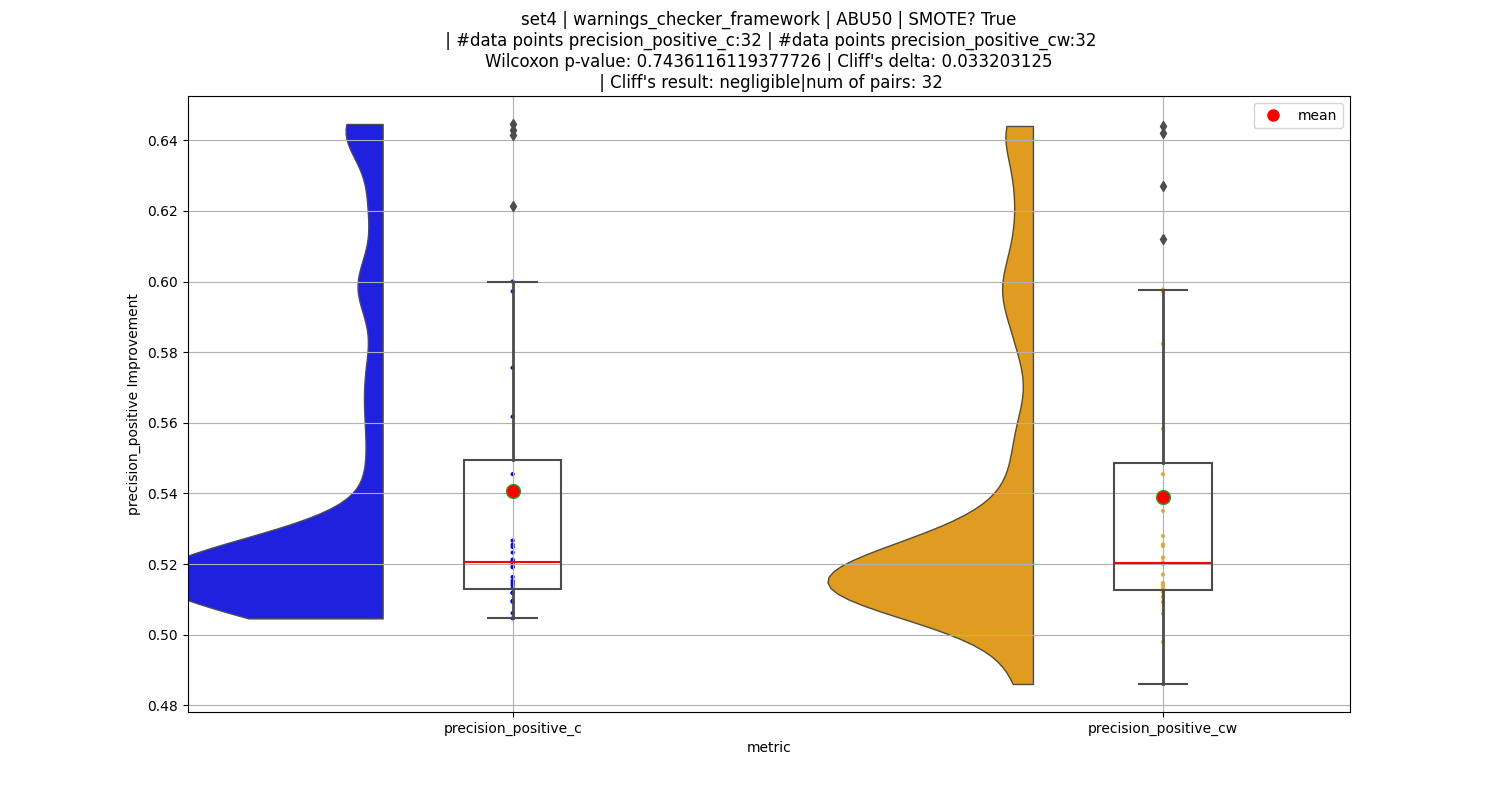 set4 | warnings_checker_framework | ABU50 | SMOTE? True
| #data points precision_positive_c:32 | #data points precision_positive_cw:32
Wilcoxon p-value: 0.7436116119377726 | Cliff's delta: 0.033203125
| Cliff's result: negligible|num of pairs: 32
mean
0.64
0.62
0.60
0.58
0.56
0.54
0.52
0.50
0.48
precision_positive Improvement
precision_positive_c
precision_positive_cw
metric